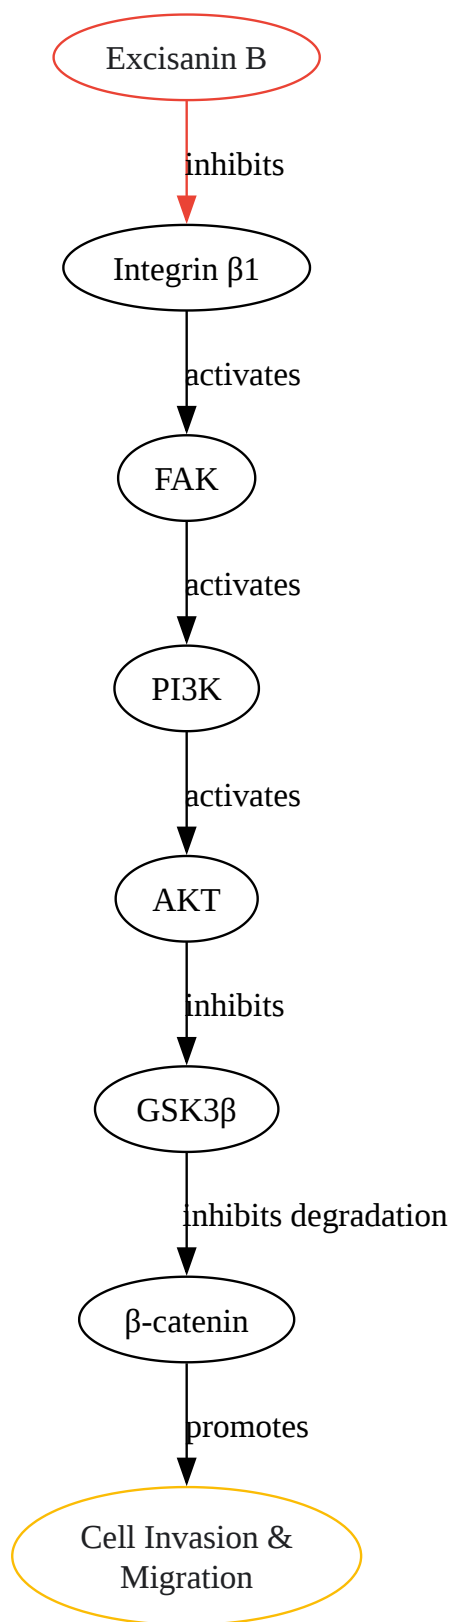 Excisanin B
inhibits
Integrin β1
activates
FAK
activates
PI3K
activates
AKT
inhibits
GSK3β
inhibits degradation
β-catenin
promotes
Cell Invasion &
Migration